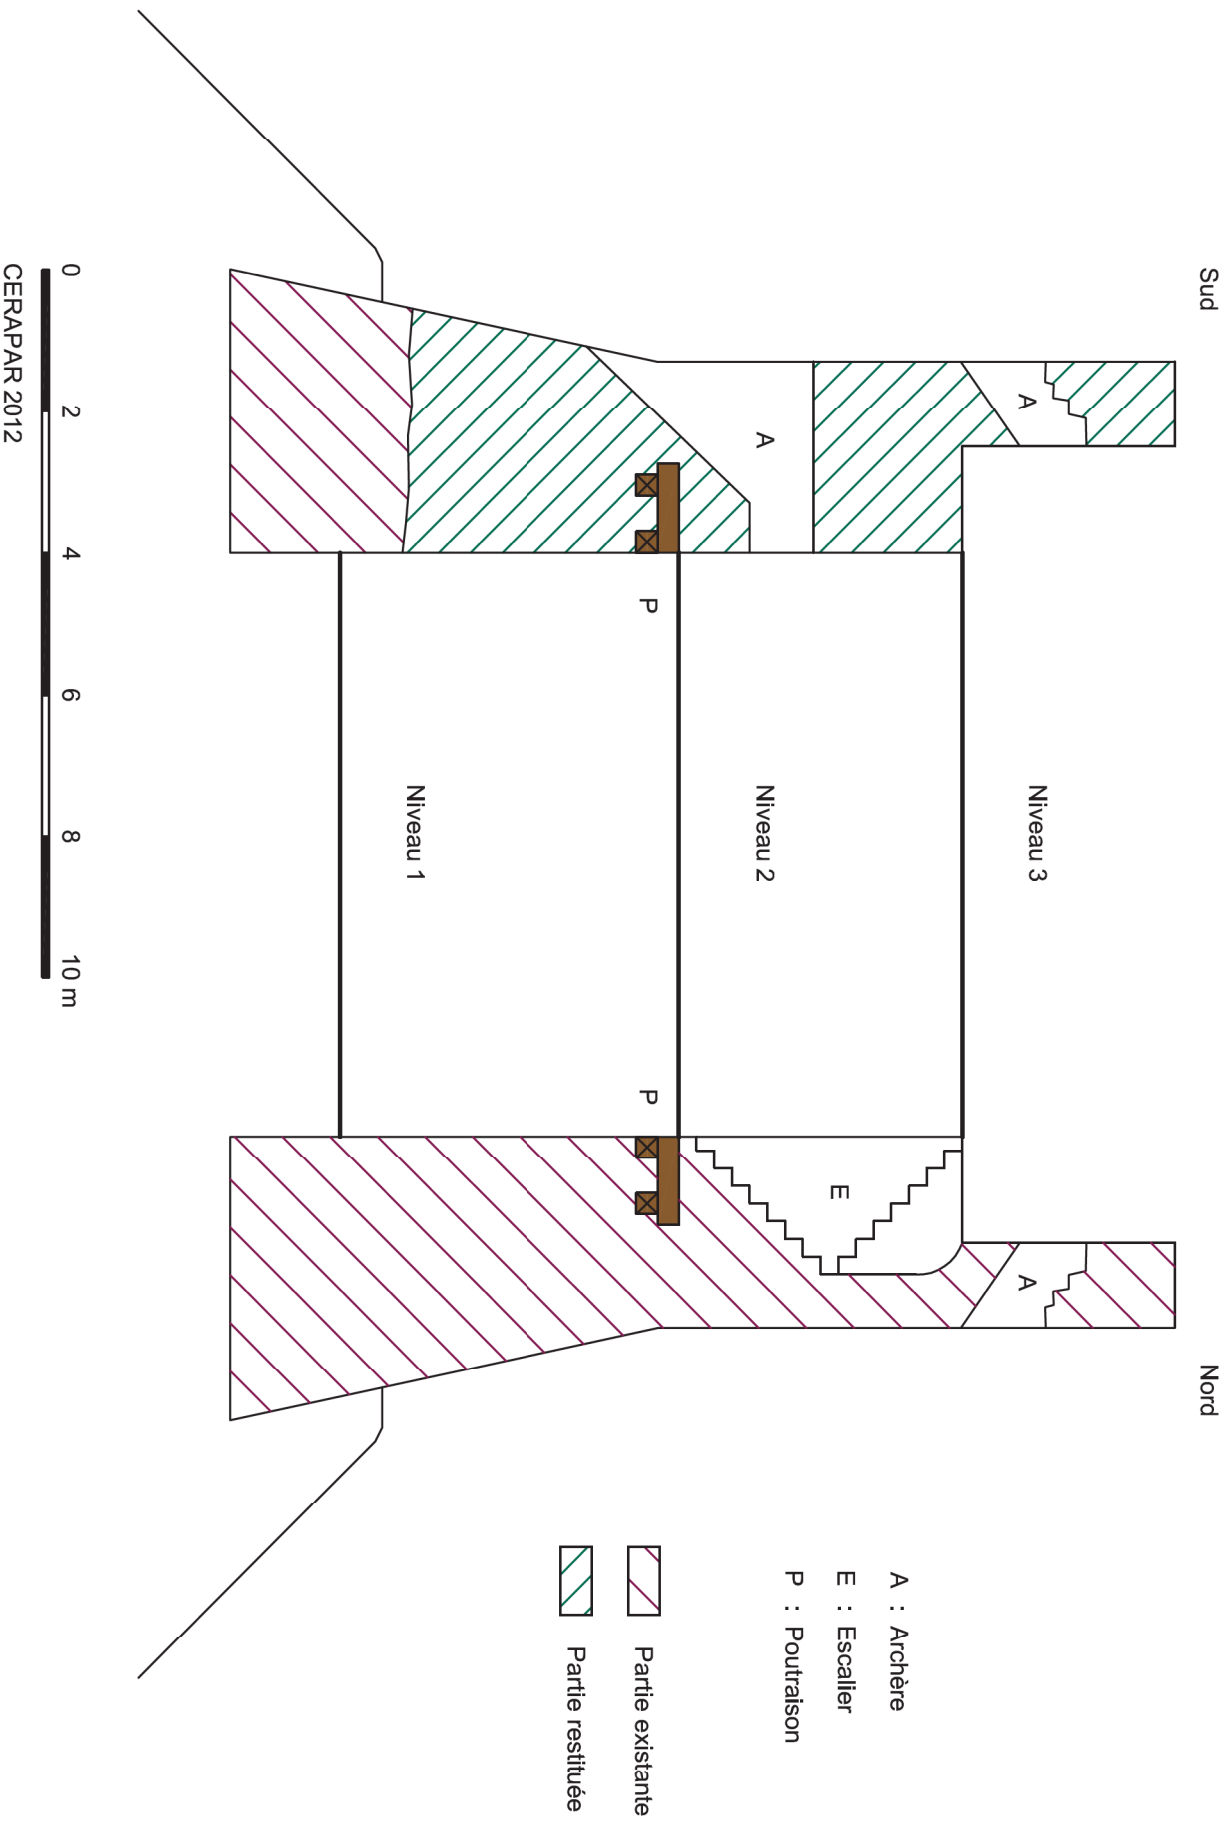 Sud
Nord
A
A
Niveau 3
A
E
Niveau 2
P
P
Niveau 1
A : Archère
E : Escalier
P : Poutraison
Partie existante
Partie restituée
0 2 4 6 8 10 m
CERAPAR 2012